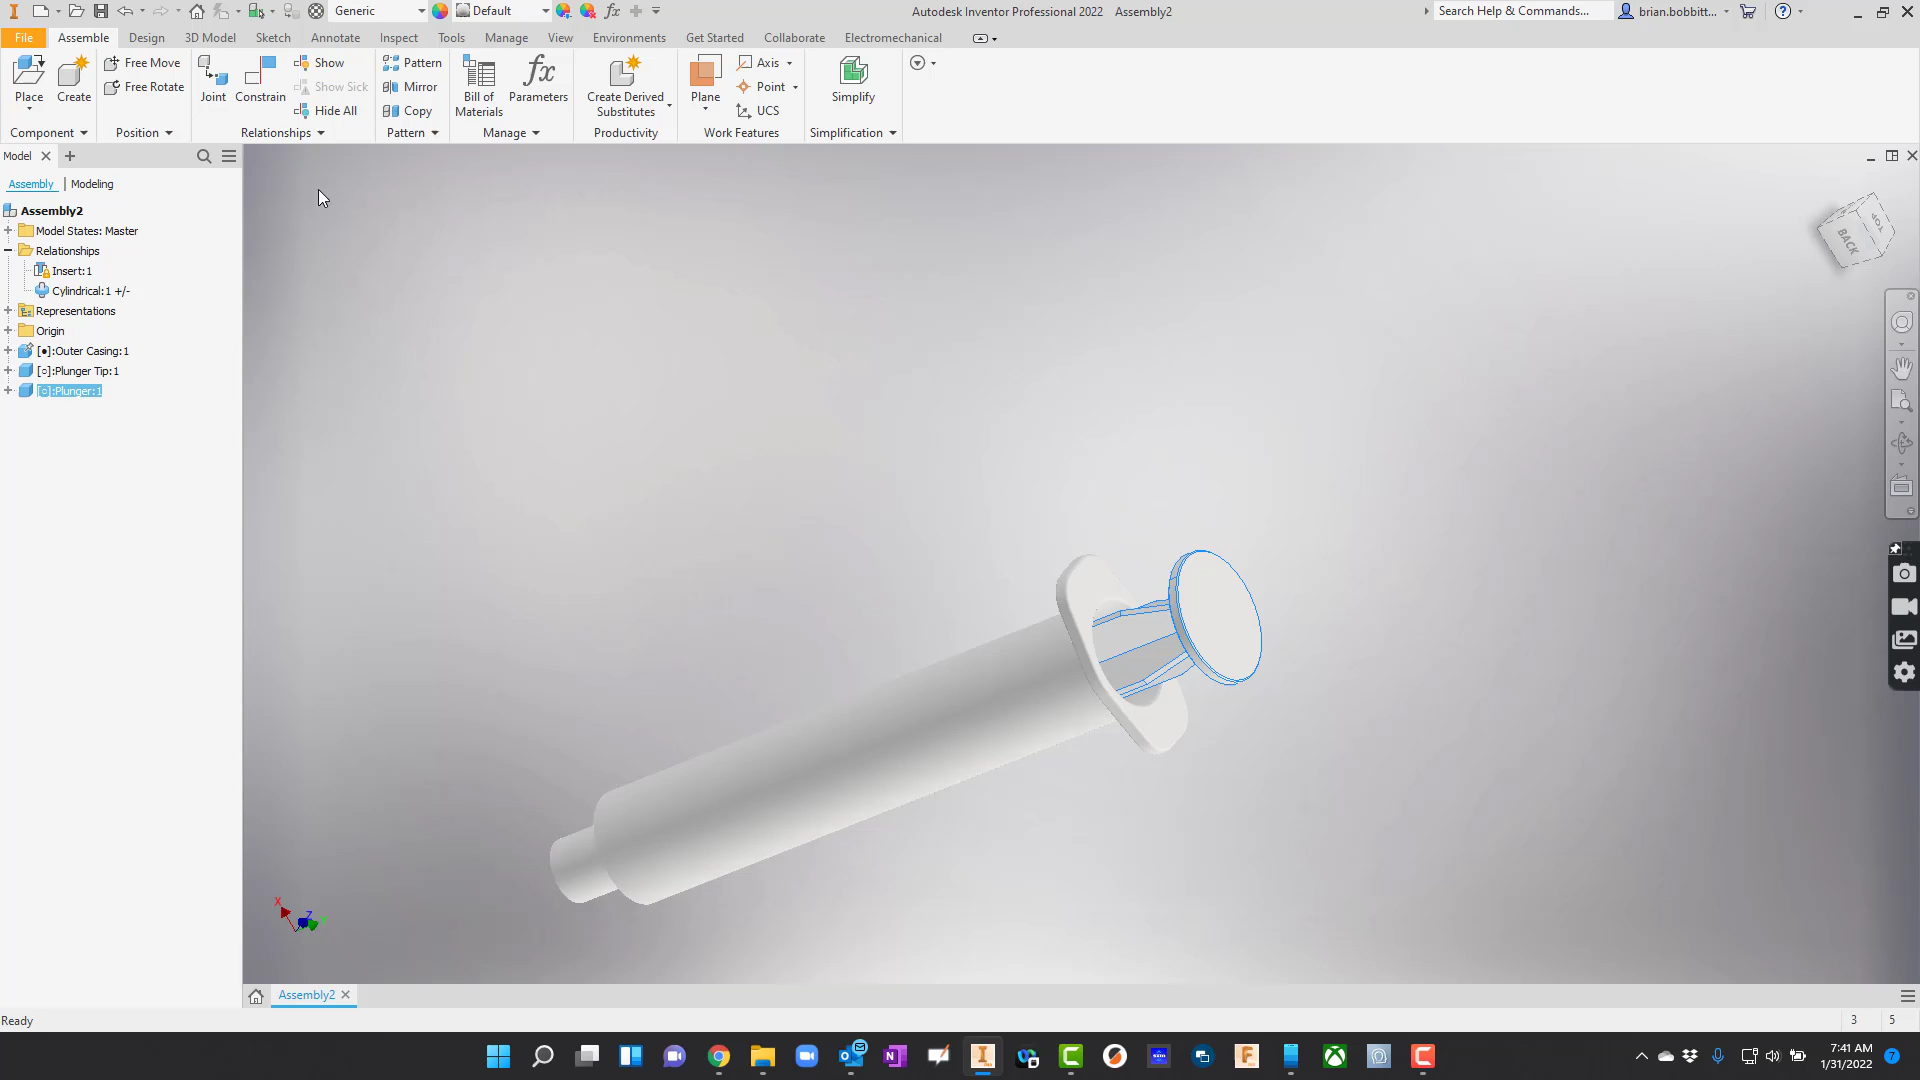 Generic
Default
Autodesk Inventor Professional 2022 Assembly2
Search Help & Commands...
brian.bobbitt...
File Assemble Design 3D Model Sketch Annotate Inspect Tools Manage View Environments Get Started Collaborate Electromechanical
Place
Create
Free Move
Free Rotate
Joint
Constrain
Show
Show Sick
Hide All
Pattern
Mirror
Copy
Bill of
Materials
fx
Parameters
Create Derived
Substitutes
Plane
Axis
Point
UCS
Simplify
Component Position Relationships Pattern Manage Productivity Work Features Simplification
Model
Assembly | Modeling
Assembly2
Model States: Master
Relationships
Insert:1
Cylindrical:1 +/-
Representations
Origin
[●]:Outer Casing:1
[○]:Plunger Tip:1
[○]:Plunger:1
BACK
TOP
X
Z
Assembly2
Ready
3 5
7:41 AM
1/31/2022
7